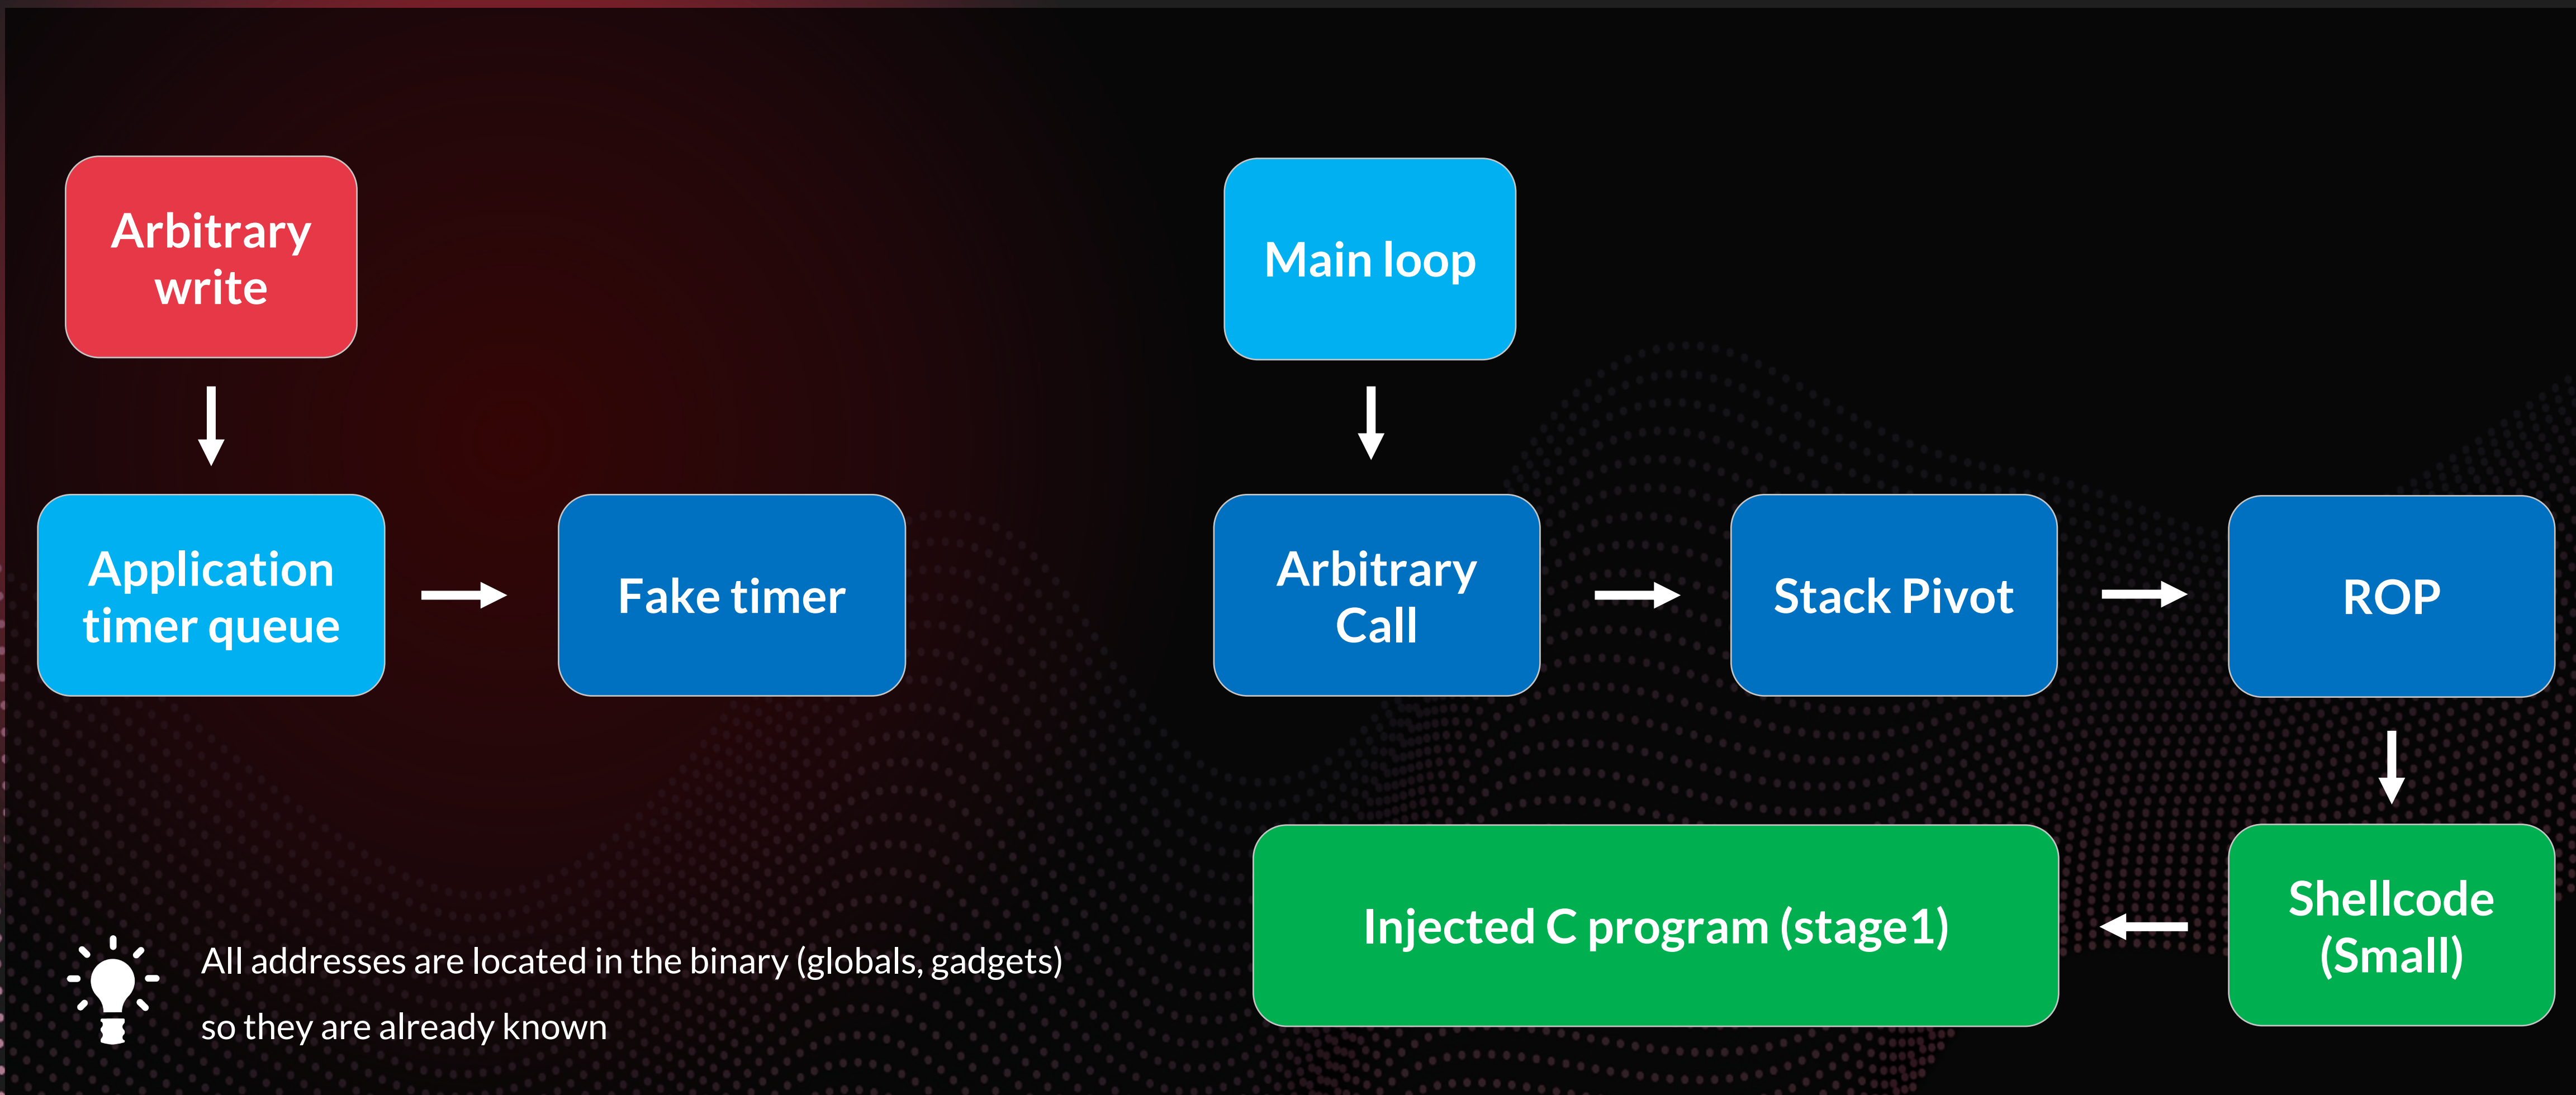 Arbitrary
write
Main loop
Application
timer queue
Fake timer
Arbitrary
Call
Stack Pivot
ROP
Injected C program (stage1)
Shellcode
(Small)
All addresses are located in the binary (globals, gadgets)
so they are already known